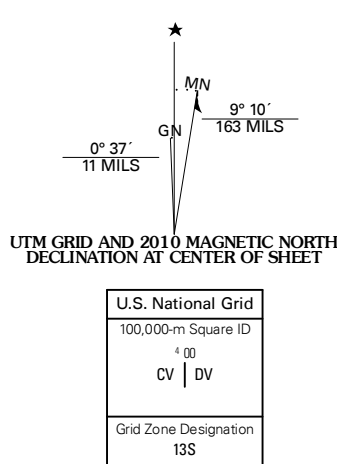 ★
MN
9° 10´
163 MILS
GN
0° 37´
11 MILS
UTM GRID AND 2010 MAGNETIC NORTH
DECLINATION AT CENTER OF SHEET
U.S. National Grid
100,000-m Square ID
4 00
CV | DV
Grid Zone Designation
13S